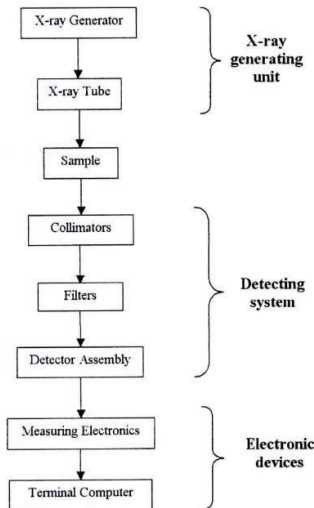 X-ray Generator
X-ray
generating
unit
X-ray Tube
Sample
Collimators
Filters
Detecting
system
Detector Assembly
Measuring Electronics
Electronic
devices
Terminal Computer